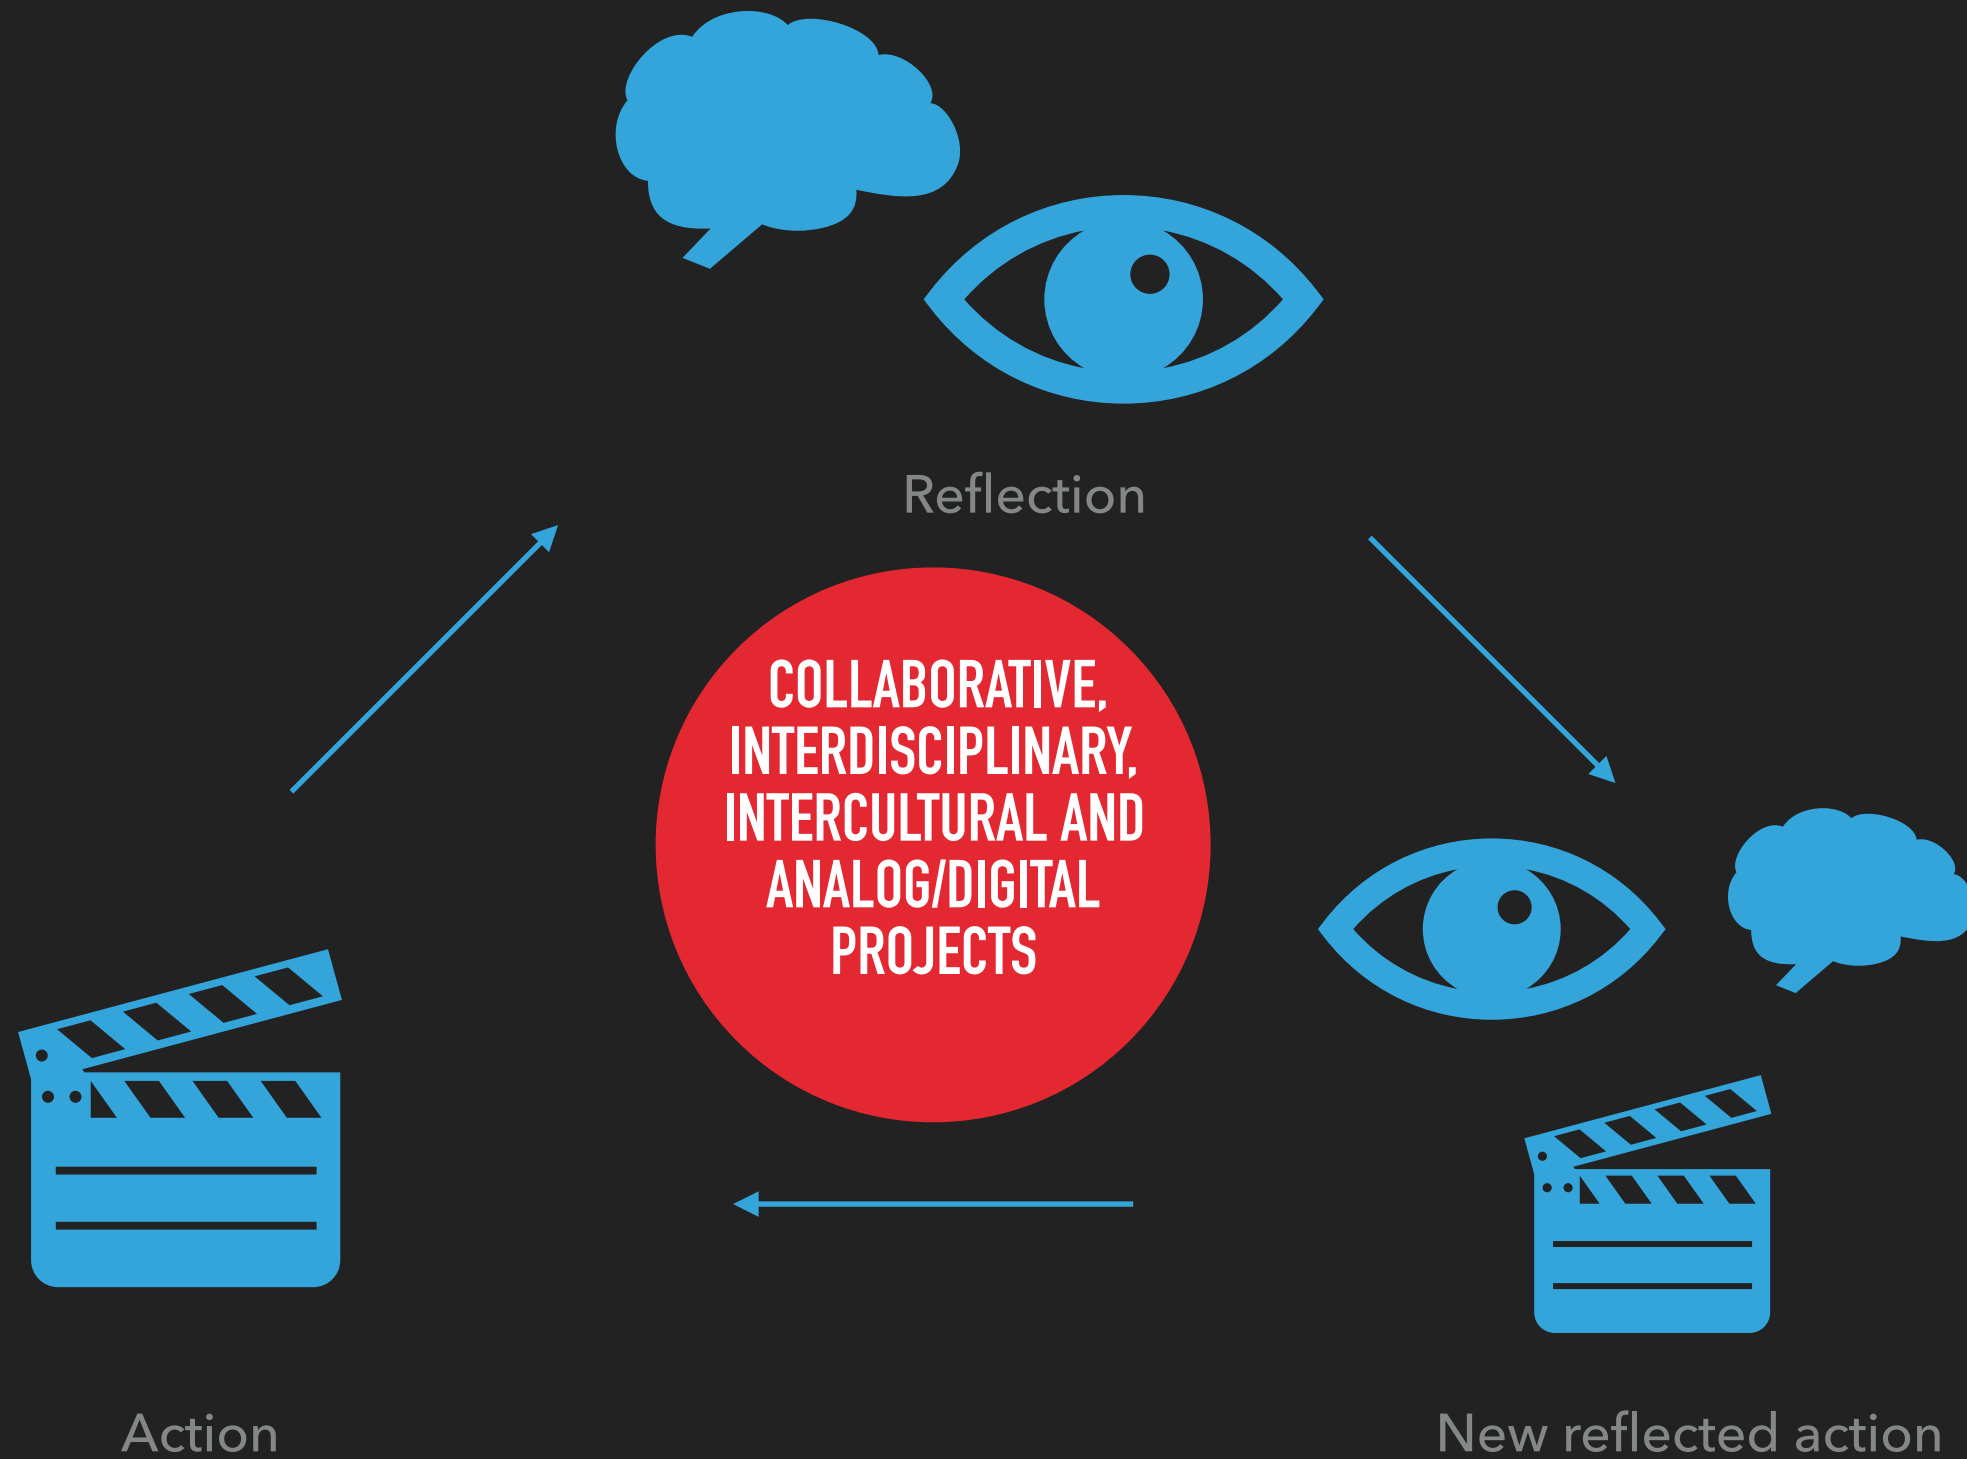 Reflection
COLLABORATIVE,
INTERDISCIPLINARY,
INTERCULTURAL AND
ANALOG/DIGITAL
PROJECTS
Action
New reflected action